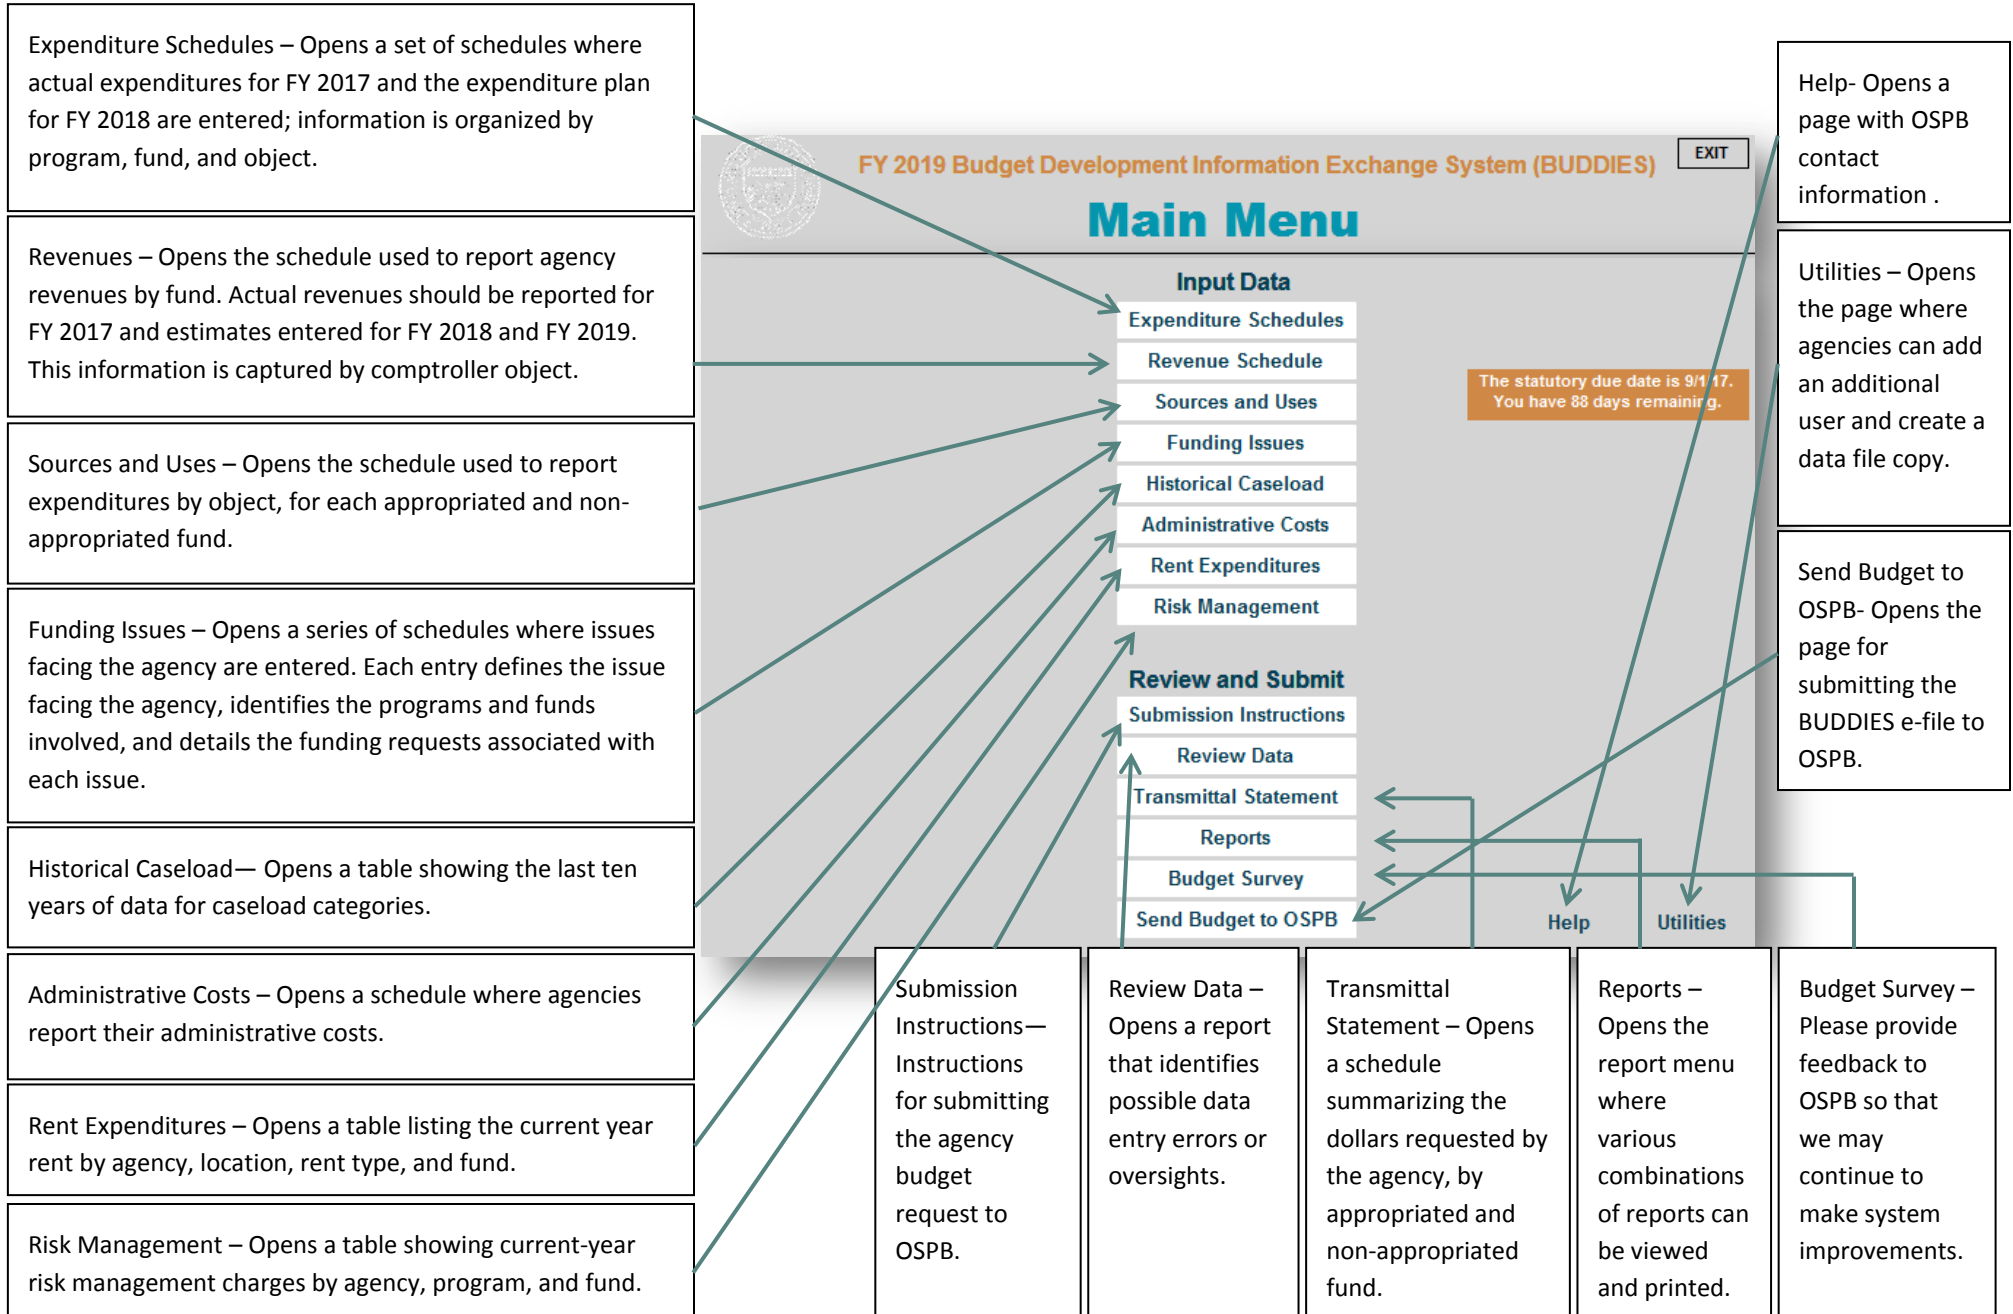 Expenditure Schedules – Opens a set of schedules where
actual expenditures for FY 2017 and the expenditure plan
for FY 2018 are entered; information is organized by
program, fund, and object.
Revenues – Opens the schedule used to report agency
revenues by fund. Actual revenues should be reported for
FY 2017 and estimates entered for FY 2018 and FY 2019.
This information is captured by comptroller object.
Sources and Uses – Opens the schedule used to report
expenditures by object, for each appropriated and non-
appropriated fund.
Funding Issues – Opens a series of schedules where issues
facing the agency are entered. Each entry defines the issue
facing the agency, identifies the programs and funds
involved, and details the funding requests associated with
each issue.
Historical Caseload— Opens a table showing the last ten
years of data for caseload categories.
Administrative Costs – Opens a schedule where agencies
report their administrative costs.
Rent Expenditures – Opens a table listing the current year
rent by agency, location, rent type, and fund.
Risk Management – Opens a table showing current-year
risk management charges by agency, program, and fund.
FY 2019 Budget Development Information Exchange System (BUDDIES)
EXIT
Main Menu
Input Data
Expenditure Schedules
Revenue Schedule
Sources and Uses
Funding Issues
Historical Caseload
Administrative Costs
Rent Expenditures
Risk Management
The statutory due date is 9/1/17.
You have 88 days remaining.
Review and Submit
Submission Instructions
Review Data
Transmittal Statement
Reports
Budget Survey
Send Budget to OSPB
Help
Utilities
Help- Opens a
page with OSPB
contact
information .
Utilities – Opens
the page where
agencies can add
an additional
user and create a
data file copy.
Send Budget to
OSPB- Opens the
page for
submitting the
BUDDIES e-file to
OSPB.
Submission
Instructions—
Instructions
for submitting
the agency
budget
request to
OSPB.
Review Data –
Opens a report
that identifies
possible data
entry errors or
oversights.
Transmittal
Statement – Opens
a schedule
summarizing the
dollars requested by
the agency, by
appropriated and
non-appropriated
fund.
Reports –
Opens the
report menu
where
various
combinations
of reports can
be viewed
and printed.
Budget Survey –
Please provide
feedback to
OSPB so that
we may
continue to
make system
improvements.